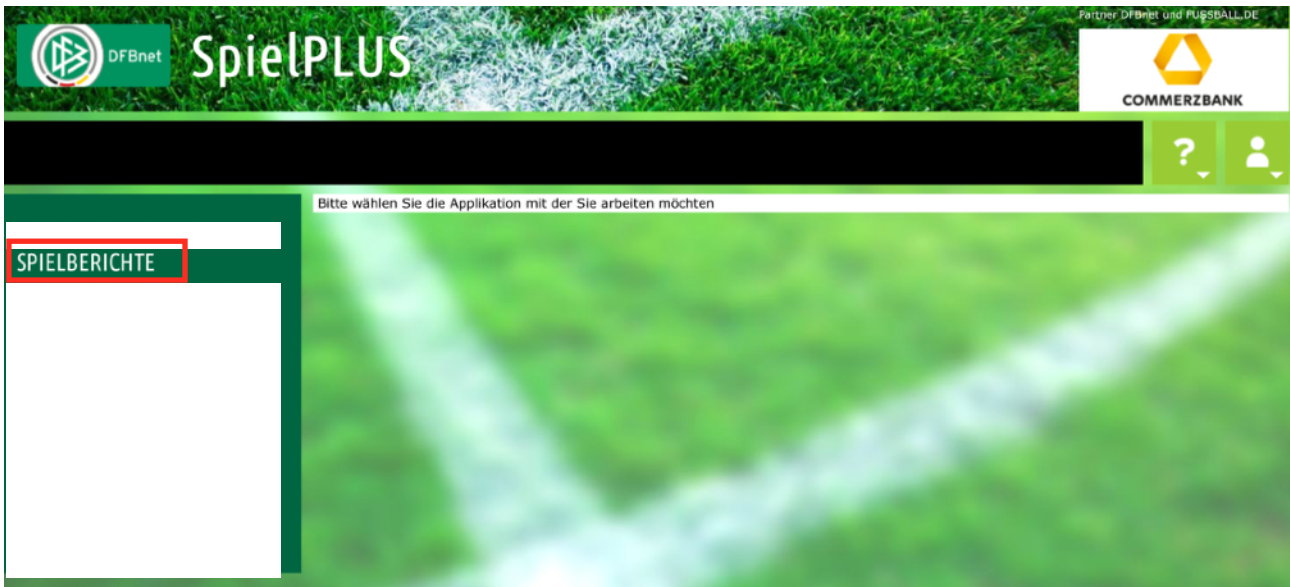 Partner DFBnet und FUSSBALL.DE
DFBnet
SpielPLUS
COMMERZBANK
?
Bitte wählen Sie die Applikation mit der Sie arbeiten möchten
SPIELBERICHTE